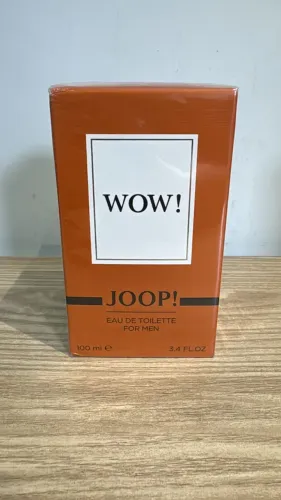 WOW!
JOOP!
EAU DE TOILETTE
FOR MEN
100 ml ℮ 3.4 FL.OZ